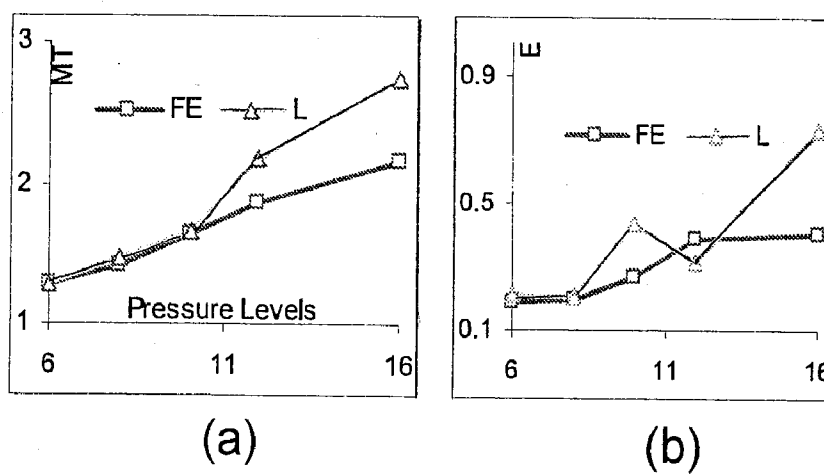 3
MT
FE L
2
Pressure Levels
1
6 11 16
(a)
E
0.9
FE L
0.5
0.1
6 11 16
(b)